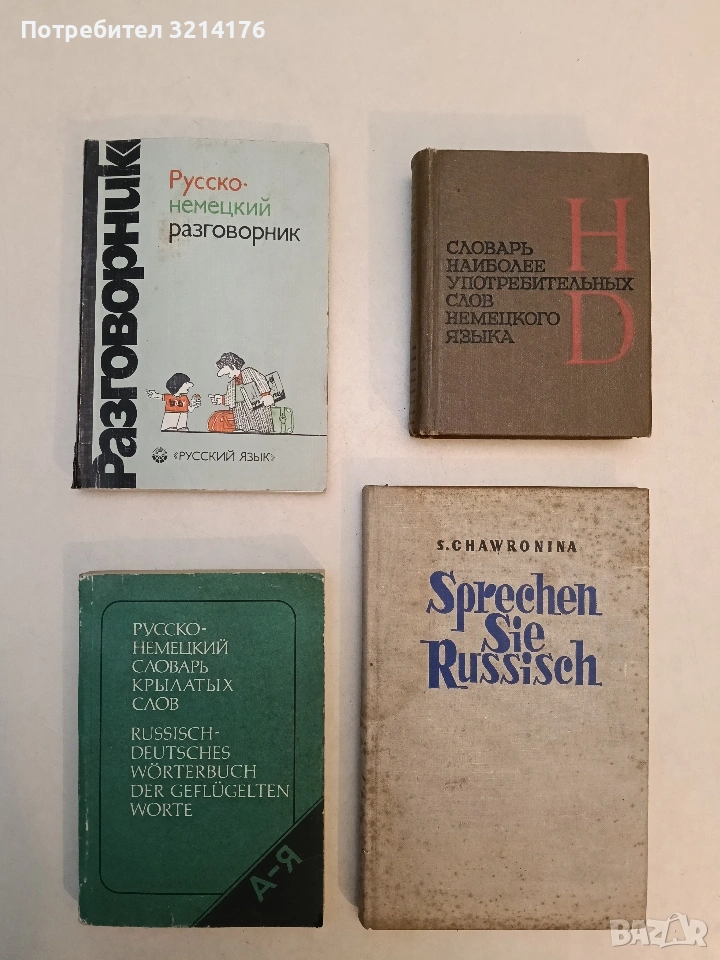 Потребител 3214176
Разговорник
Русско-
немецкий
разговорник
«РУССКИЙ ЯЗЫК»
Н
D
СЛОВАРЬ
НАИБОЛЕЕ
УПОТРЕБИТЕЛЬНЫХ
СЛОВ
НЕМЕЦКОГО
ЯЗЫКА
РУССКО-
НЕМЕЦКИЙ
СЛОВАРЬ
КРЫЛАТЫХ
СЛОВ
RUSSISCH-
DEUTSCHES
WÖRTERBUCH
DER GEFLÜGELTEN
WORTE
А-Я
S. CHAWRONINA
Sprechen
Sie
Russisch
BAZAR